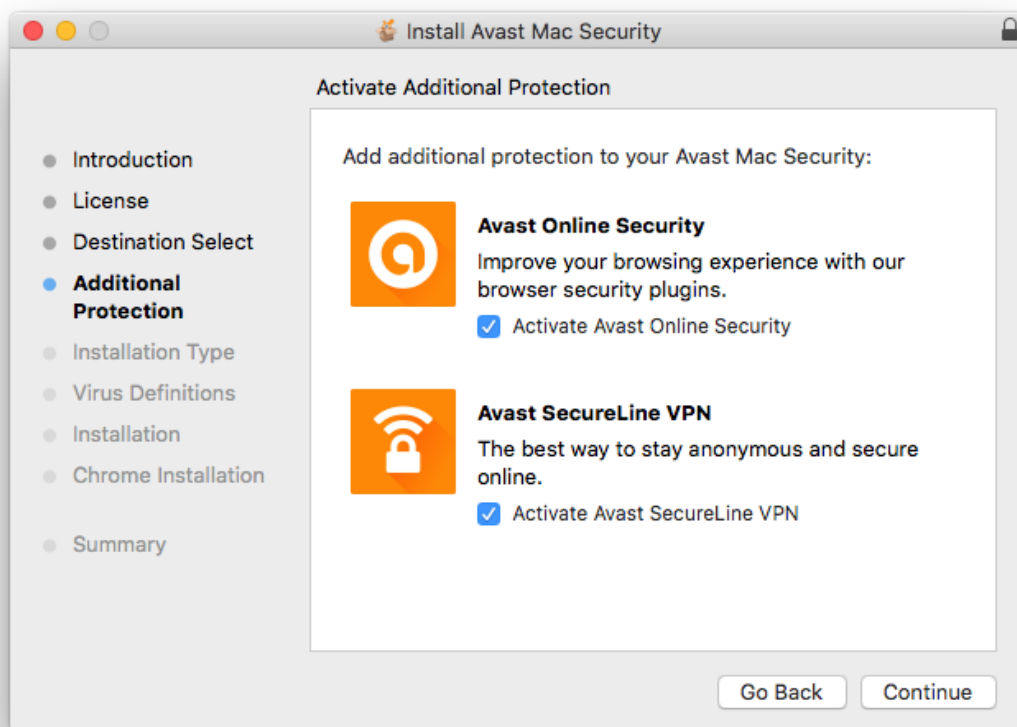 Install Avast Mac Security
Activate Additional Protection
Introduction
License
Destination Select
Additional
Protection
Installation Type
Virus Definitions
Installation
Chrome Installation
Summary
Add additional protection to your Avast Mac Security:
Avast Online Security
Improve your browsing experience with our
browser security plugins.
Activate Avast Online Security
Avast SecureLine VPN
The best way to stay anonymous and secure
online.
Activate Avast SecureLine VPN
Go Back
Continue